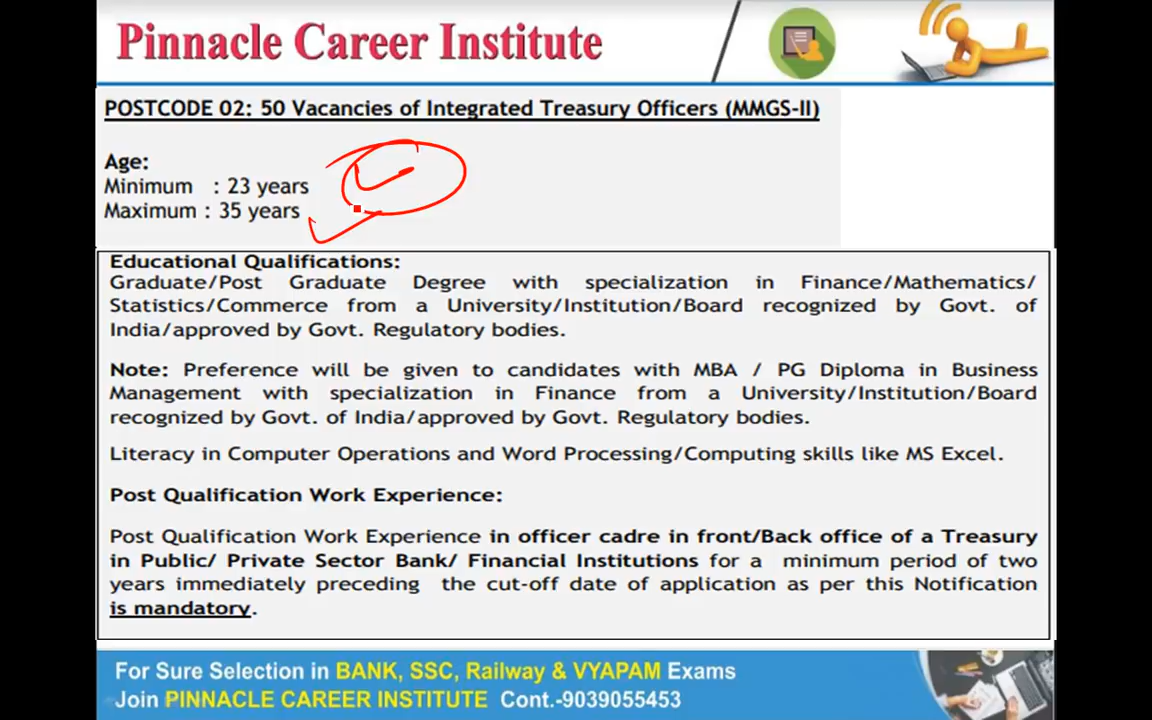 Pinnacle Career Institute
POSTCODE 02: 50 Vacancies of Integrated Treasury Officers (MMGS-II)
Age:
Minimum : 23 years
Maximum : 35 years
Educational Qualifications:
Graduate/Post Graduate Degree with specialization in Finance/Mathematics/
Statistics/Commerce from a University/Institution/Board recognized by Govt. of
India/approved by Govt. Regulatory bodies.
Note: Preference will be given to candidates with MBA / PG Diploma in Business
Management with specialization in Finance from a University/Institution/Board
recognized by Govt. of India/approved by Govt. Regulatory bodies.
Literacy in Computer Operations and Word Processing/Computing skills like MS Excel.
Post Qualification Work Experience:
Post Qualification Work Experience in officer cadre in front/Back office of a Treasury
in Public/ Private Sector Bank/ Financial Institutions for a minimum period of two
years immediately preceding the cut-off date of application as per this Notification
is mandatory.
For Sure Selection in BANK, SSC, Railway & VYAPAM Exams
Join PINNACLE CAREER INSTITUTE Cont.-9039055453